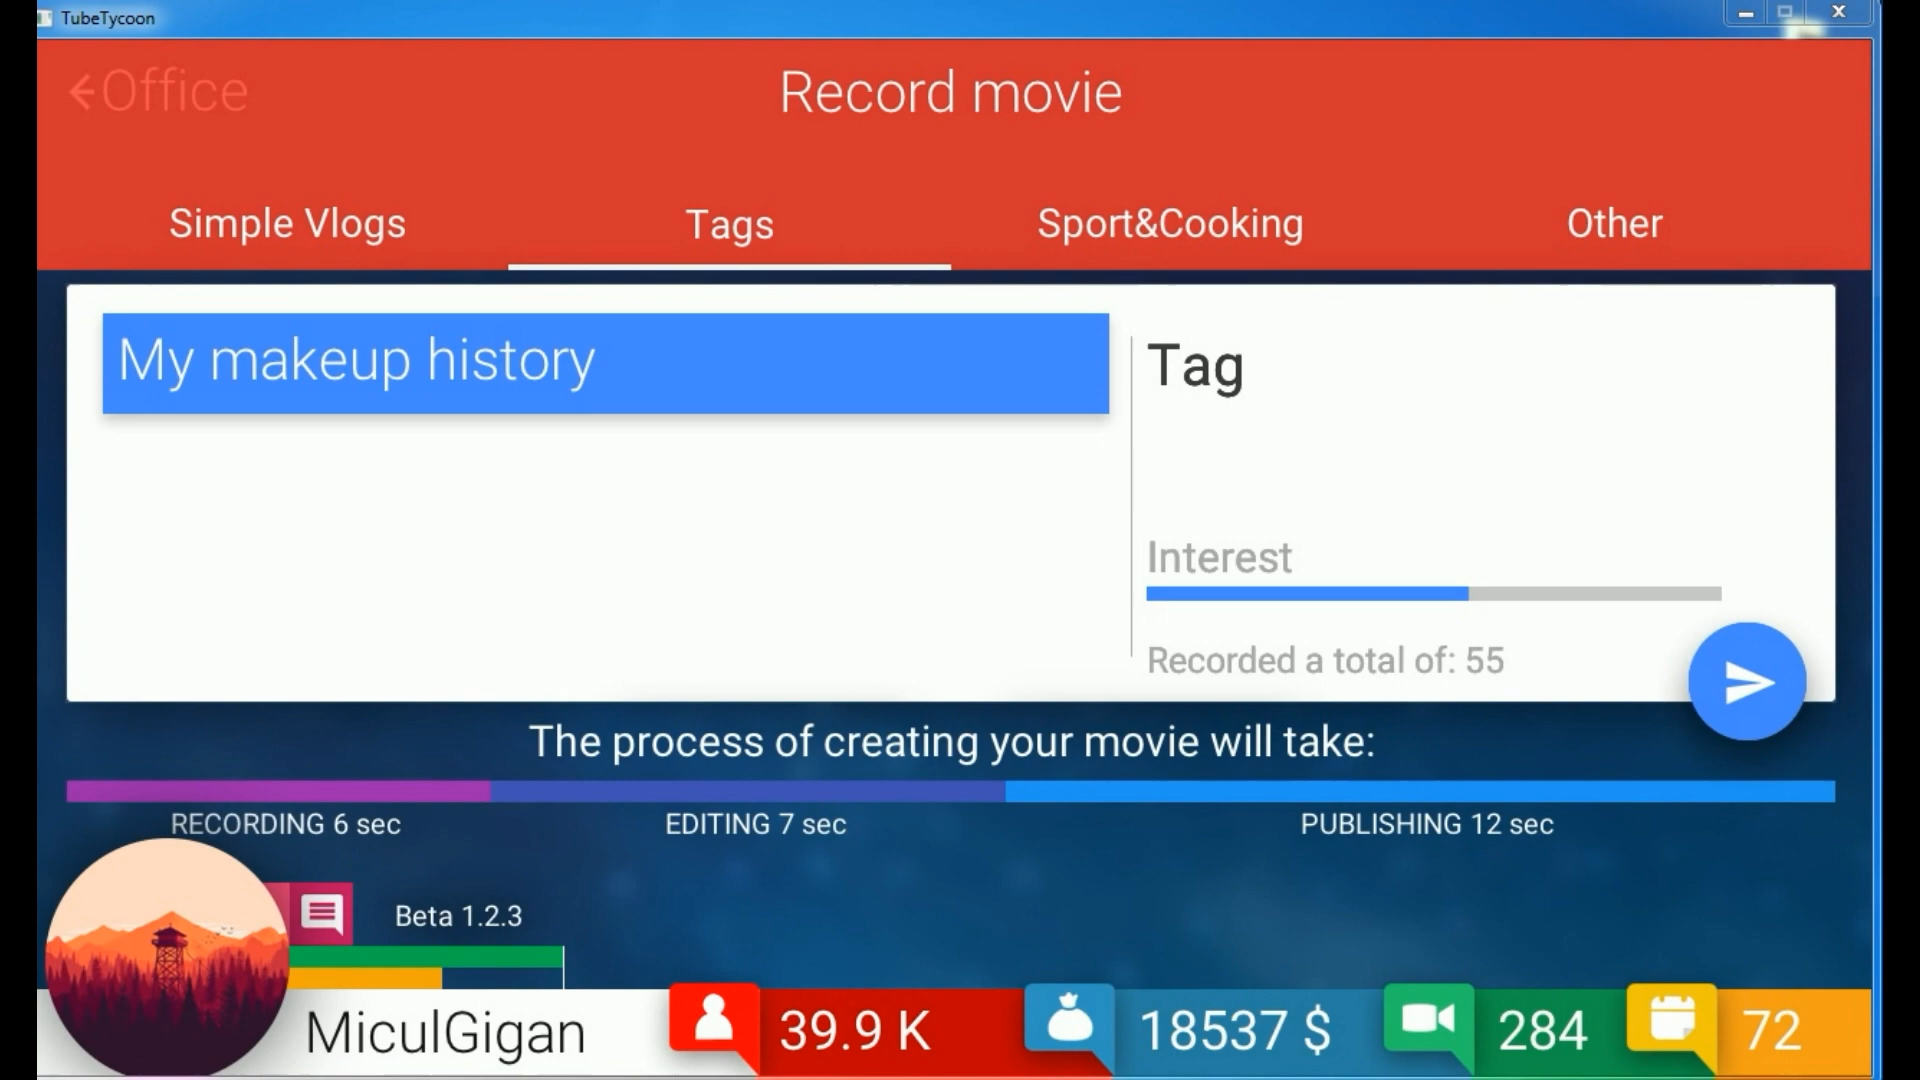 TubeTycoon
Office
Record movie
Simple Vlogs
Tags
Sport&Cooking
Other
My makeup history
Tag
Interest
Recorded a total of: 55
The process of creating your movie will take:
RECORDING 6 sec
EDITING 7 sec
PUBLISHING 12 sec
Beta 1.2.3
MiculGigan
39.9 K
18537 $
284
72